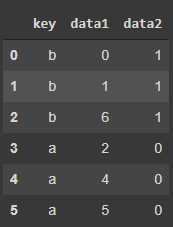 key data1 data2
0 b 0 1
1 b 1 1
2 b 6 1
3 a 2 0
4 a 4 0
5 a 5 0